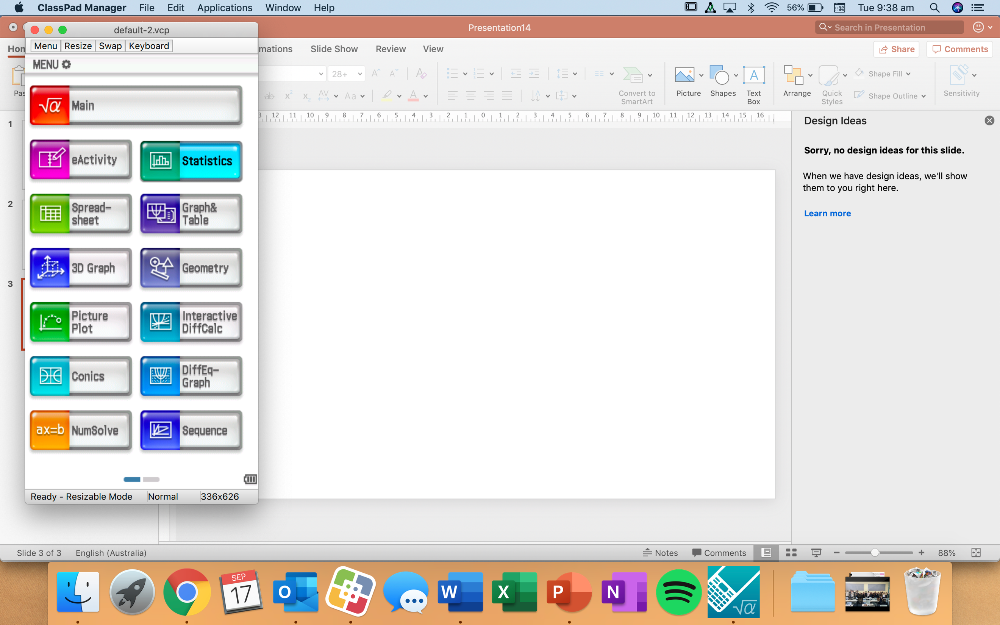 ClassPad Manager File Edit Applications Window Help 56% Tue 9:38 am
default-2.vcp
Presentation14
Search in Presentation
Menu Resize Swap Keyboard
mations Slide Show Review View Share Comments
MENU
28+
Convert to
SmartArt
Picture Shapes Text
Box
Arrange Quick
Styles
Shape Fill
Shape Outline
Sensitivity
13 12 11 10 9 8 7 6 5 4 3 2 1 0 1 2 3 4 5 6 7 8 9 10 11 12 13 14 15 16
√α Main
eActivity Statistics
Spread-
sheet
Graph&
Table
3D Graph Geometry
Picture
Plot
Interactive
DiffCalc
Conics
DiffEq-
Graph
ax=b NumSolve Sequence
Ready - Resizable Mode Normal 336x626
1
2
3
Design Ideas
Sorry, no design ideas for this slide.
When we have design ideas, we'll show
them to you right here.
Learn more
Slide 3 of 3 English (Australia) Notes Comments 88%
SEP
17
O W X P N √α